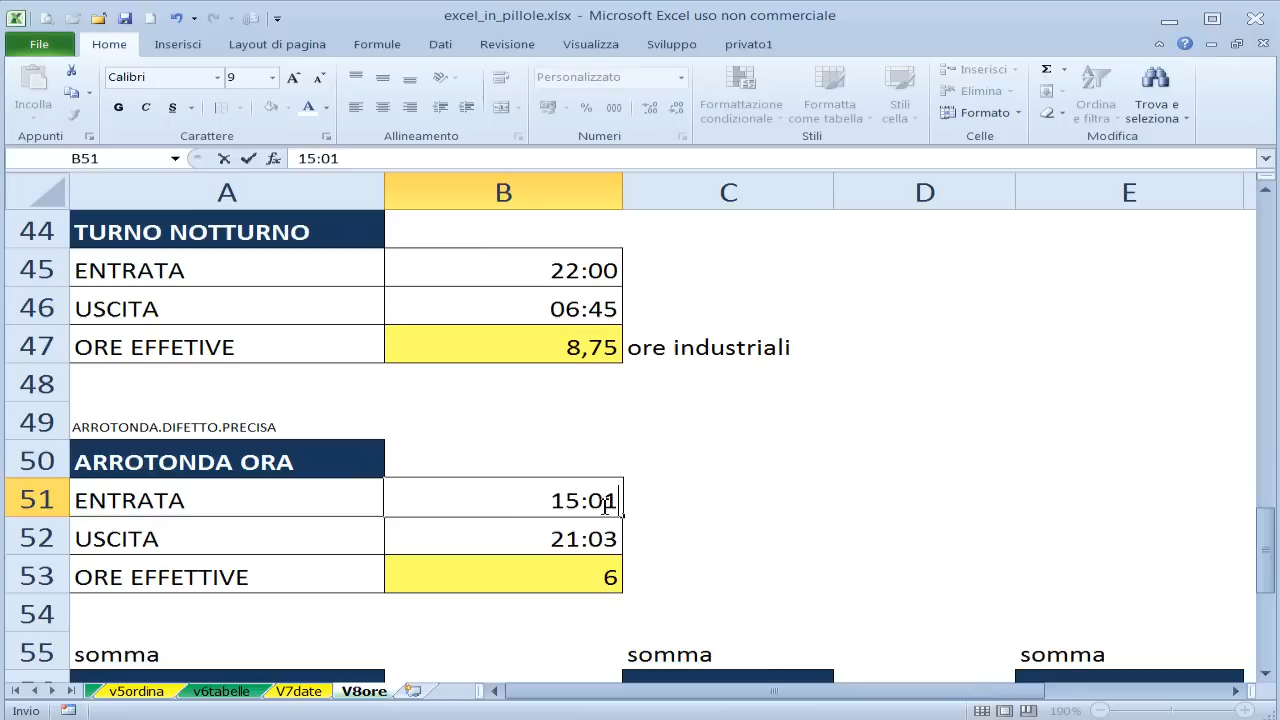 excel_in_pillole.xlsx - Microsoft Excel uso non commerciale
File Home Inserisci Layout di pagina Formule Dati Revisione Visualizza Sviluppo privato1
Incolla
Appunti
Calibri 9
G C S
Carattere
Allineamento
Personalizzato
% 000
Numeri
Formattazione condizionale
Formatta come tabella
Stili cella
Stili
Inserisci
Elimina
Formato
Celle
Ordina e filtra
Trova e seleziona
Modifica
B51 fx 15:01
A B C D E
44 TURNO NOTTURNO
45 ENTRATA 22:00
46 USCITA 06:45
47 ORE EFFETIVE 8,75 ore industriali
48
49 ARROTONDA.DIFETTO.PRECISA
50 ARROTONDA ORA
51 ENTRATA 15:01
52 USCITA 21:03
53 ORE EFFETTIVE 6
54
55 somma somma somma
v5ordina v6tabelle V7date V8ore
Invio 190%